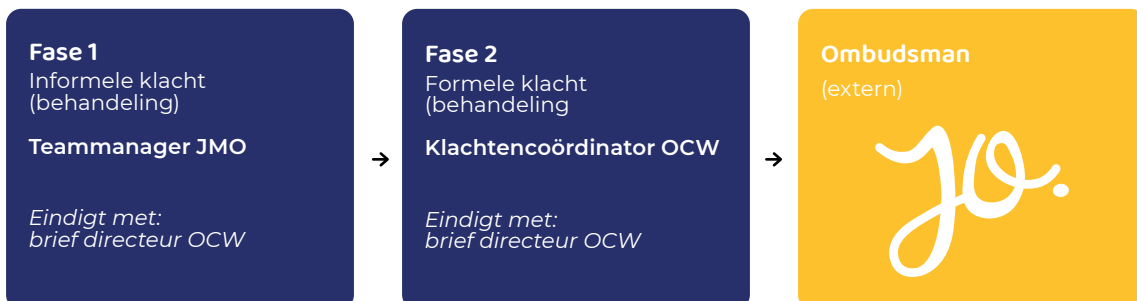 Fase 1
Informele klacht
(behandeling)
Teammanager JMO
Eindigt met:
brief directeur OCW
Fase 2
Formele klacht
(behandeling
Klachtencoördinator OCW
Eindigt met:
brief directeur OCW
Ombudsman
(extern)
jo.